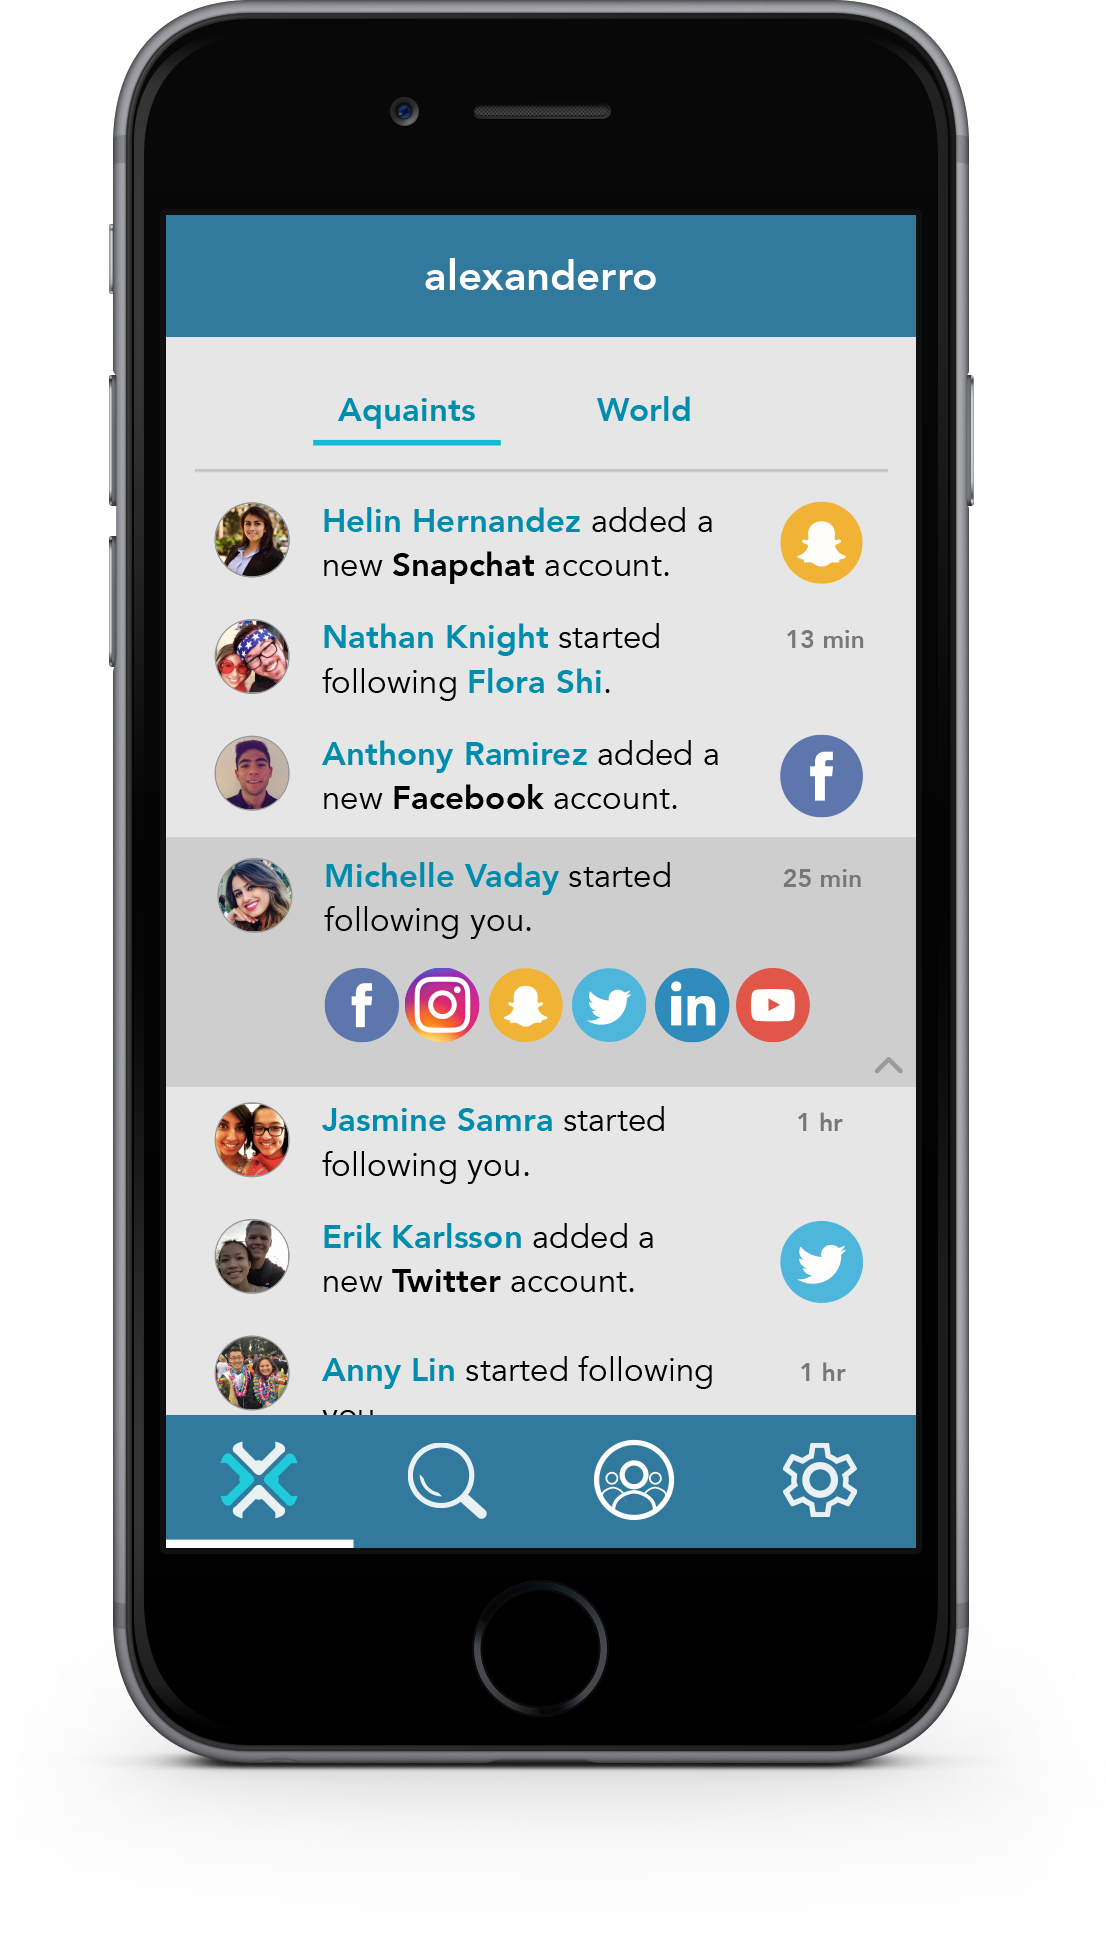 alexanderro
Aquaints
World
Helin Hernandez added a
new Snapchat account.
Nathan Knight started
13 min
following Flora Shi.
Anthony Ramirez added a
new Facebook account.
Michelle Vaday started
25 min
following you.
Jasmine Samra started
1 hr
following you.
Erik Karlsson added a
new Twitter account.
Anny Lin started following
1 hr
you